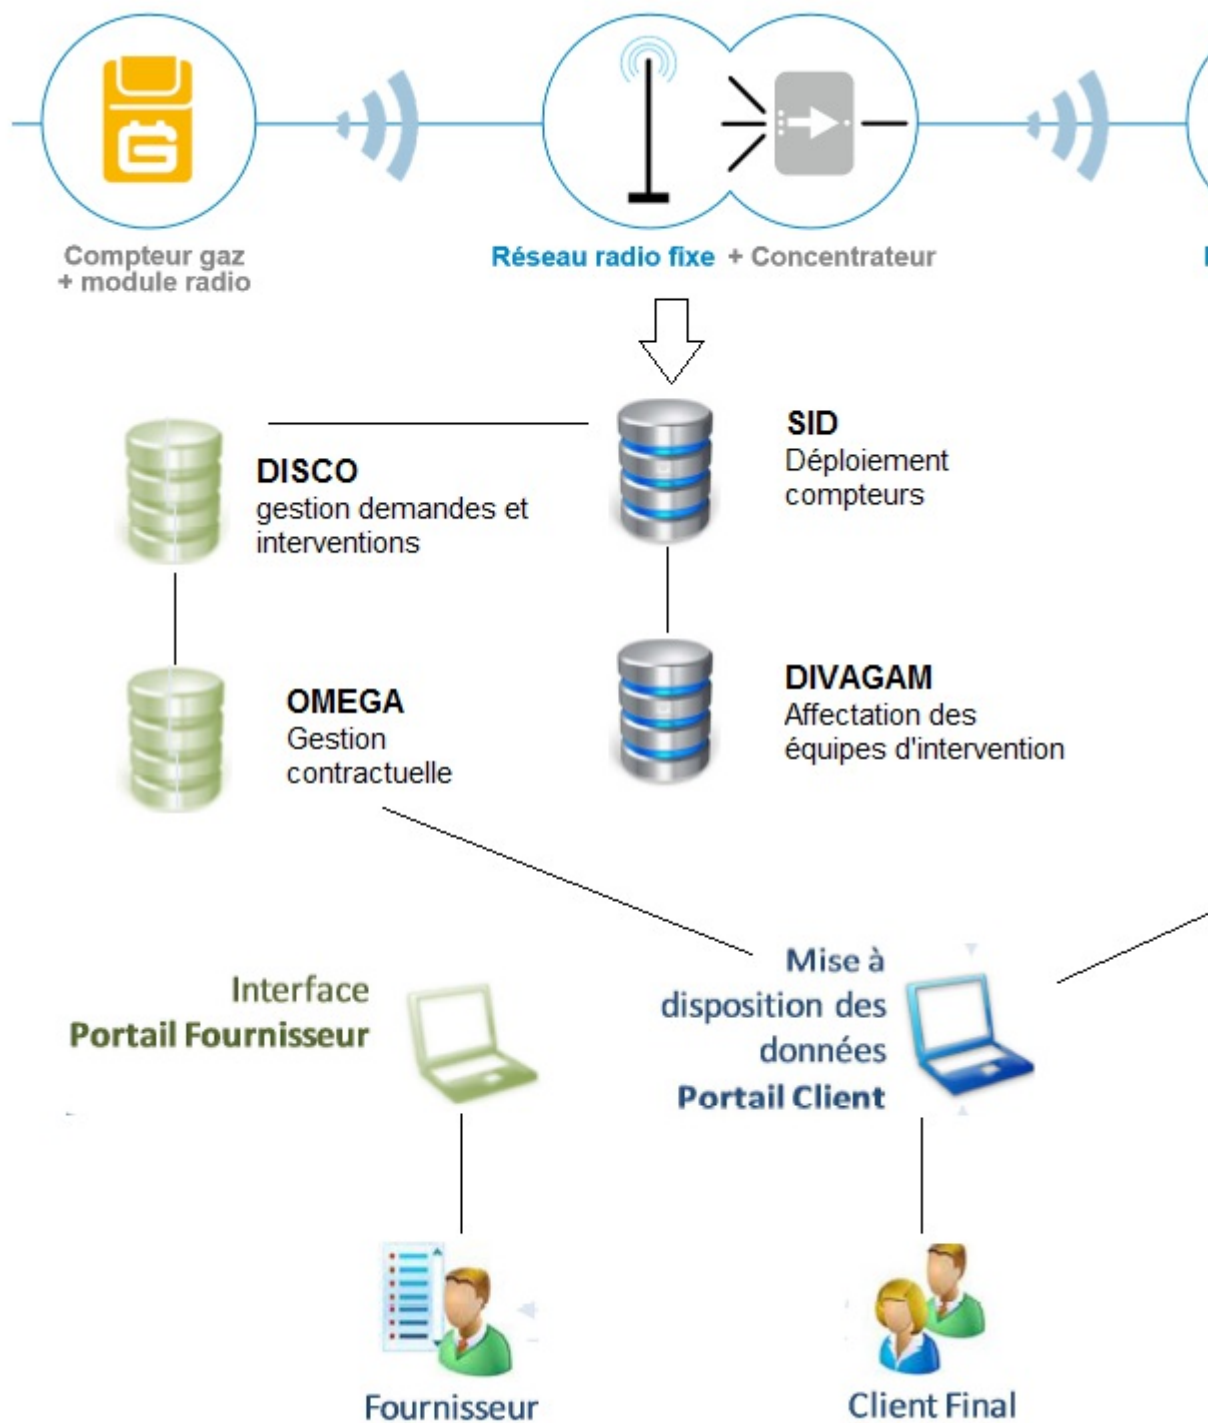 Compteur gaz
+ module radio
Réseau radio fixe + Concentrateur
DISCO
gestion demandes et
interventions
SID
Déploiement
compteurs
OMEGA
Gestion
contractuelle
DIVAGAM
Affectation des
équipes d'intervention
Interface
Portail Fournisseur
Mise à
disposition des
données
Portail Client
Fournisseur
Client Final